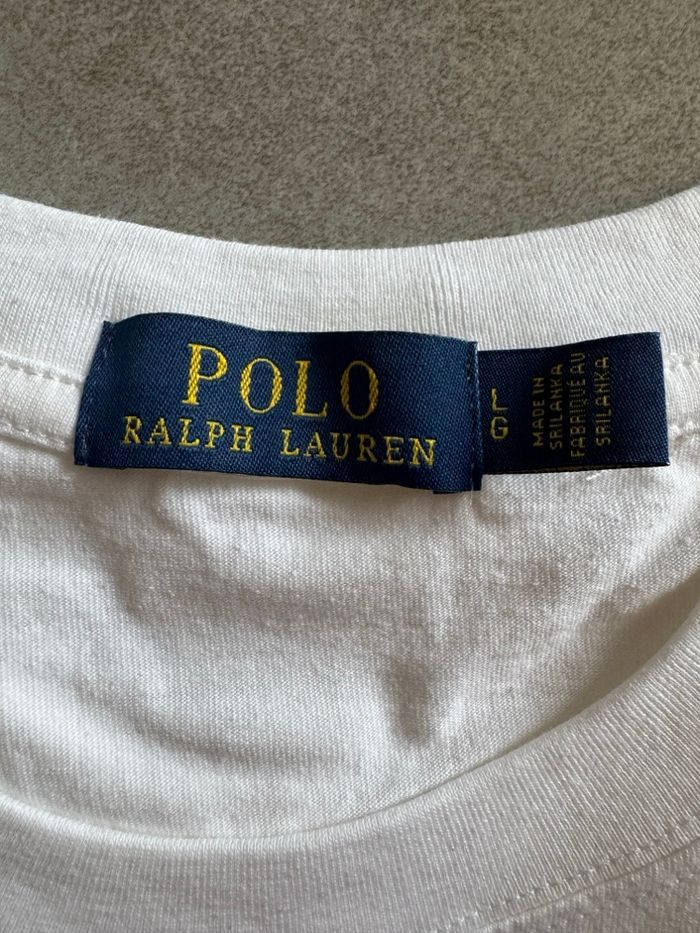 POLO
RALPH LAUREN
L
G
MADE IN
SRILANKA
FABRIQUÉ AU
SRILANKA